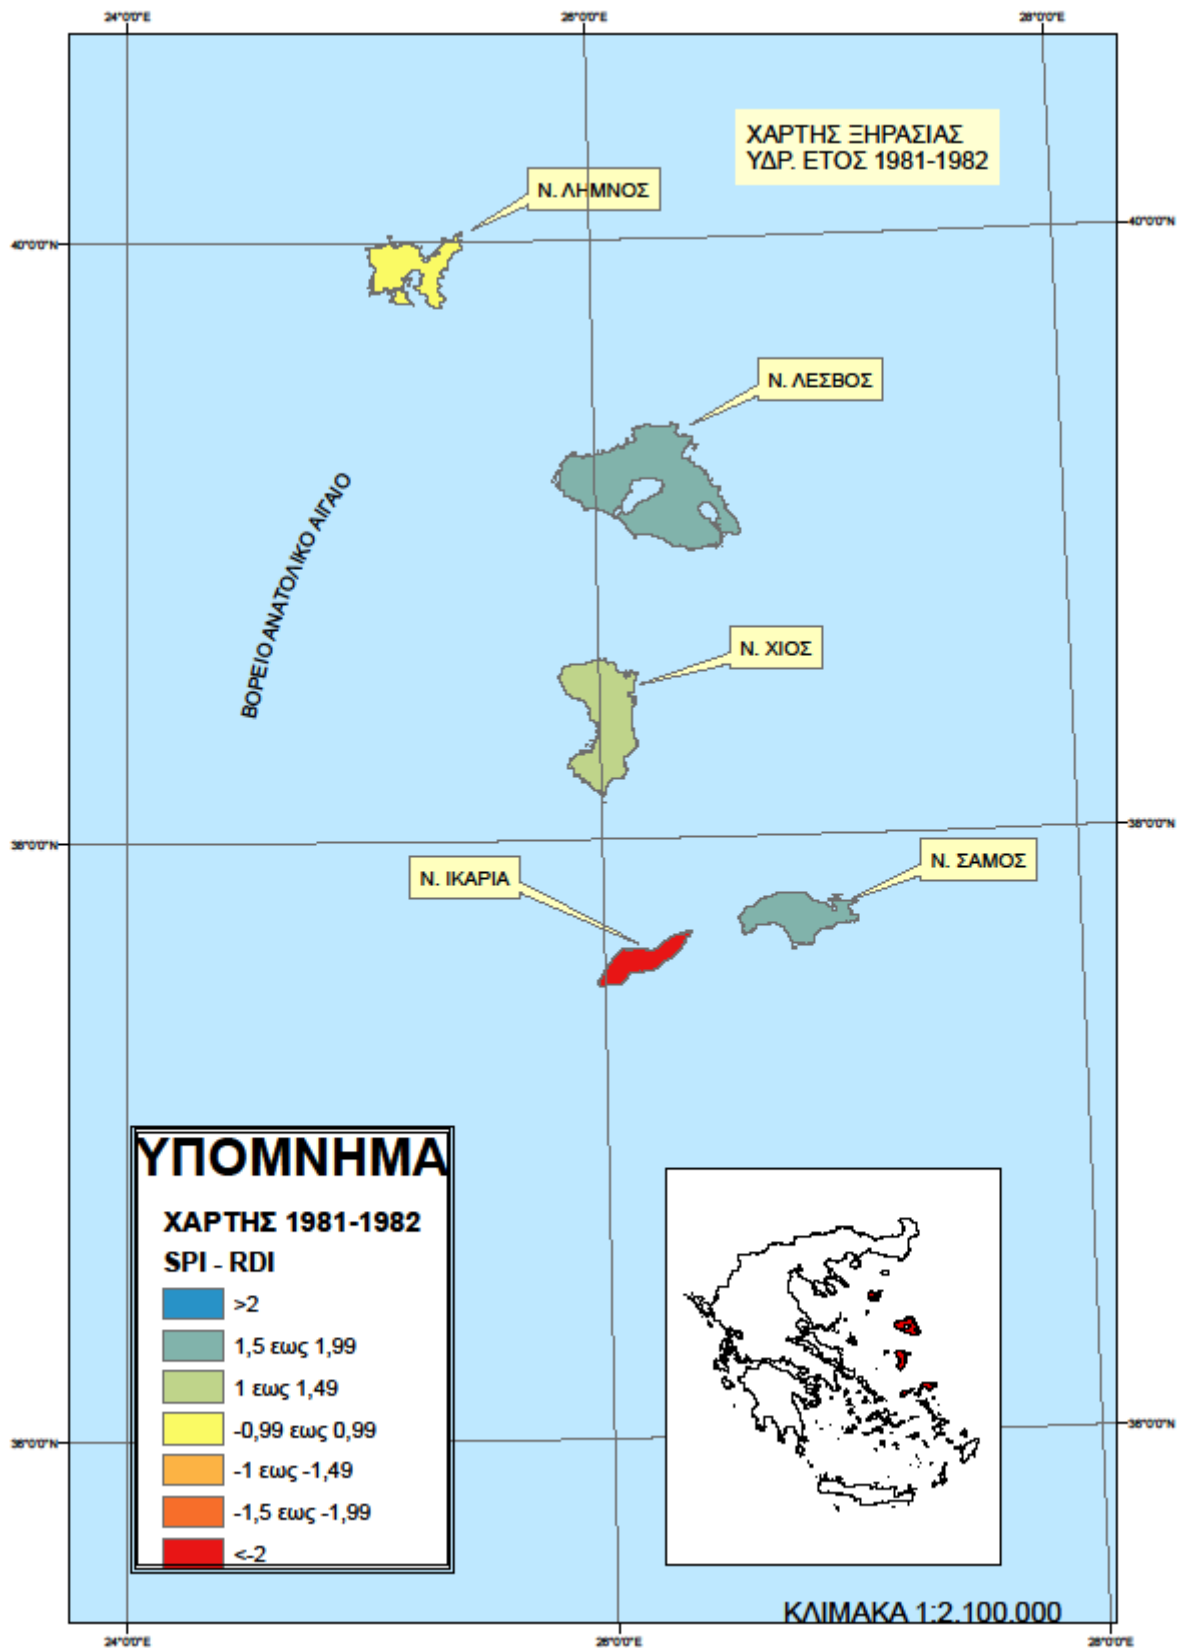 24°0'0"E
26°0'0"E
28°0'0"E
ΧΑΡΤΗΣ ΞΗΡΑΣΙΑΣ
ΥΔΡ. ΕΤΟΣ 1981-1982
Ν. ΛΗΜΝΟΣ
40°0'0"N
40°0'0"N
Ν. ΛΕΣΒΟΣ
ΒΟΡΕΙΟ ΑΝΑΤΟΛΙΚΟ ΑΙΓΑΙΟ
Ν. ΧΙΟΣ
38°0'0"N
38°0'0"N
Ν. ΣΑΜΟΣ
Ν. ΙΚΑΡΙΑ
ΥΠΟΜΝΗΜΑ
ΧΑΡΤΗΣ 1981-1982
SPI - RDI
>2
1,5 εως 1,99
1 εως 1,49
-0,99 εως 0,99
-1 εως -1,49
-1,5 εως -1,99
<-2
36°0'0"N
36°0'0"N
ΚΛΙΜΑΚΑ 1:2.100.000
24°0'0"E
26°0'0"E
28°0'0"E